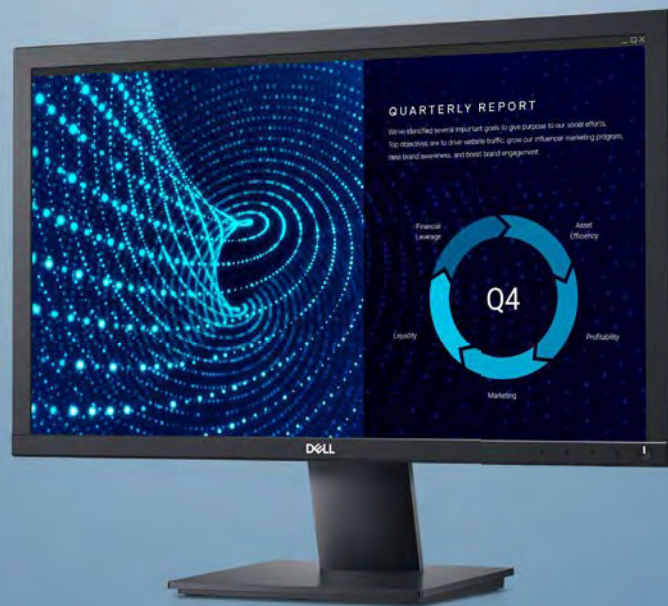 QUARTERLY REPORT
We've identified several important goals to give purpose to our social efforts.
Top objectives are to drive website traffic, grow our influencer marketing program,
raise brand awareness, and boost brand engagement.
Financial
Leverage
Asset
Efficiency
Q4
Liquidity
Profitability
Marketing
DELL